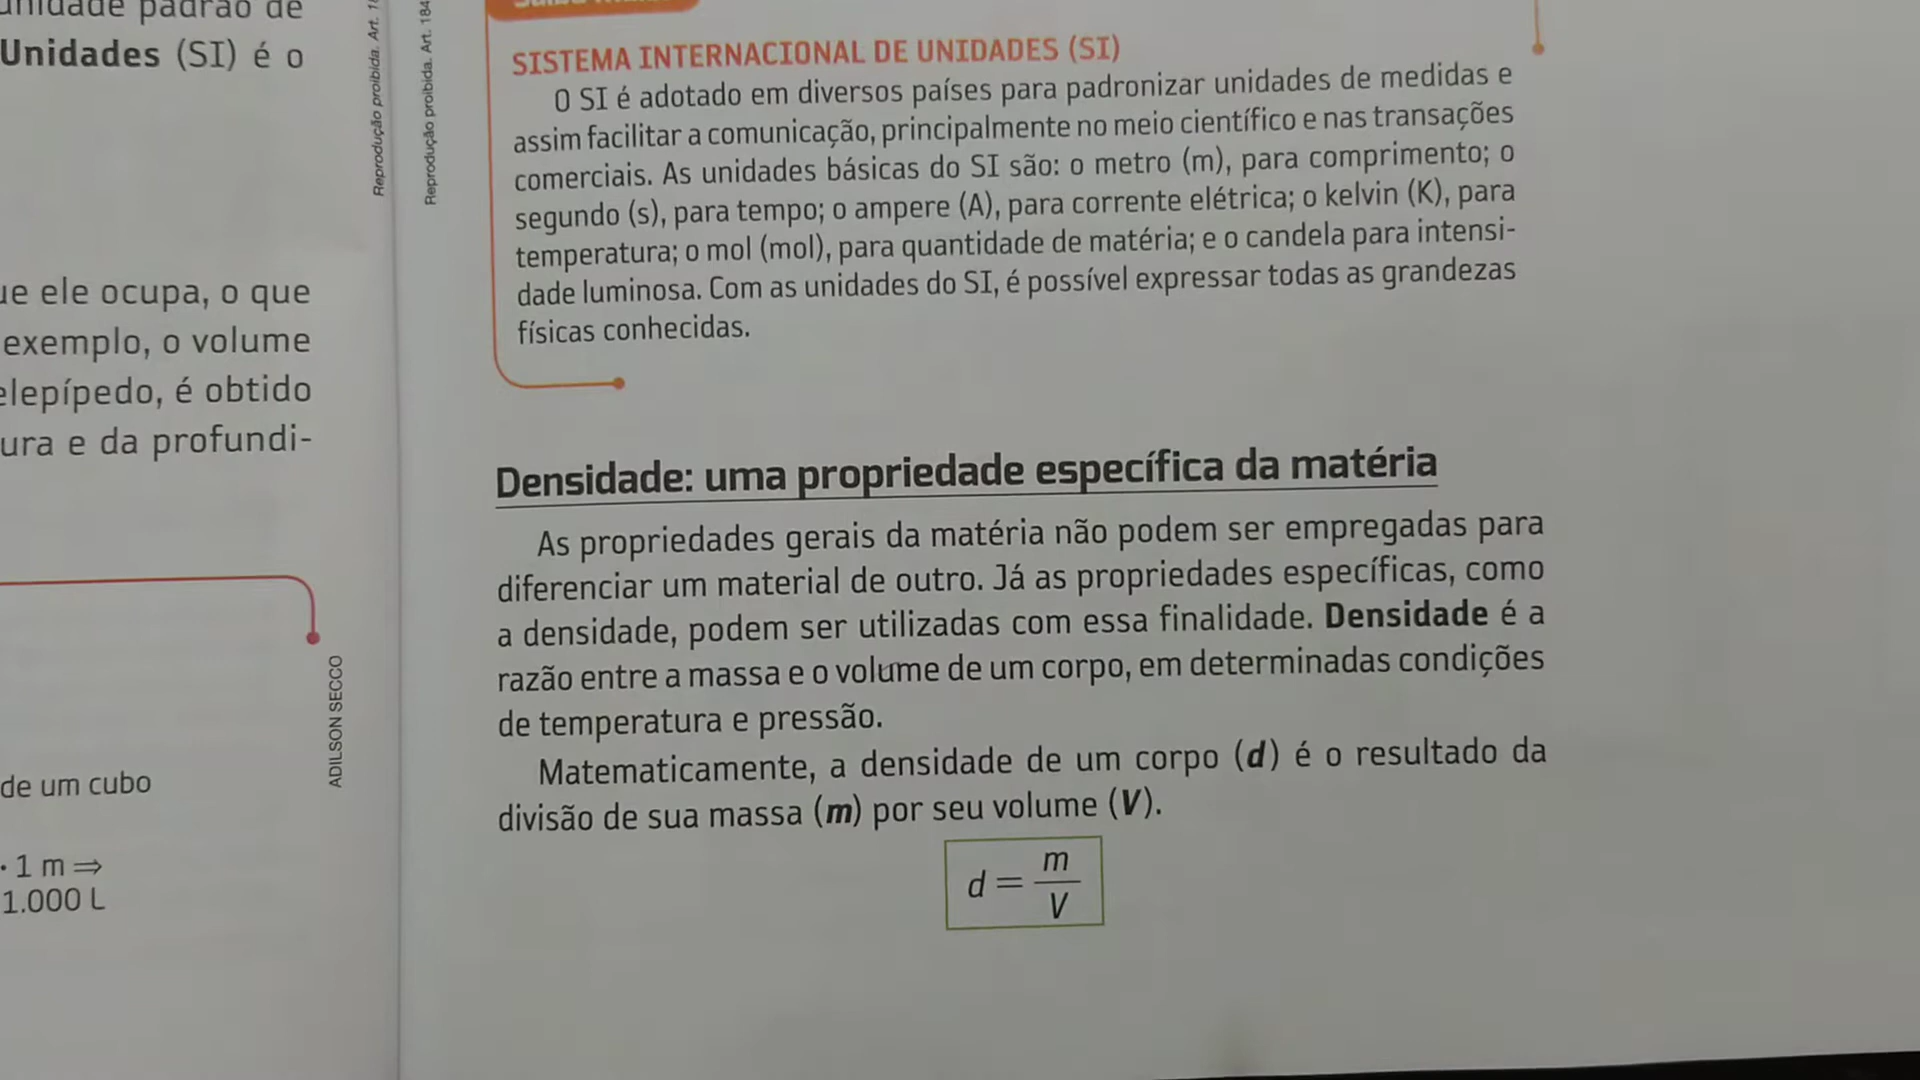 unidade padrão de
Unidades (SI) é o
ele ocupa, o que
exemplo, o volume
é obtido
e da profundi-
ADILSON SECCO
de um cubo
· 1 m ⇒
1.000 L
Reprodução proibida. Art.
Reprodução proibida. Art. 184
SISTEMA INTERNACIONAL DE UNIDADES (SI)
O SI é adotado em diversos países para padronizar unidades de medidas e
assim facilitar a comunicação, principalmente no meio científico e nas transações
comerciais. As unidades básicas do SI são: o metro (m), para comprimento; o
segundo (s), para tempo; o ampere (A), para corrente elétrica; o kelvin (K), para
temperatura; o mol (mol), para quantidade de matéria; e o candela para intensi-
dade luminosa. Com as unidades do SI, é possível expressar todas as grandezas
físicas conhecidas.
Densidade: uma propriedade específica da matéria
As propriedades gerais da matéria não podem ser empregadas para
diferenciar um material de outro. Já as propriedades específicas, como
a densidade, podem ser utilizadas com essa finalidade. Densidade é a
razão entre a massa e o volume de um corpo, em determinadas condições
de temperatura e pressão.
Matematicamente, a densidade de um corpo (d) é o resultado da
divisão de sua massa (m) por seu volume (V).
d = m
V